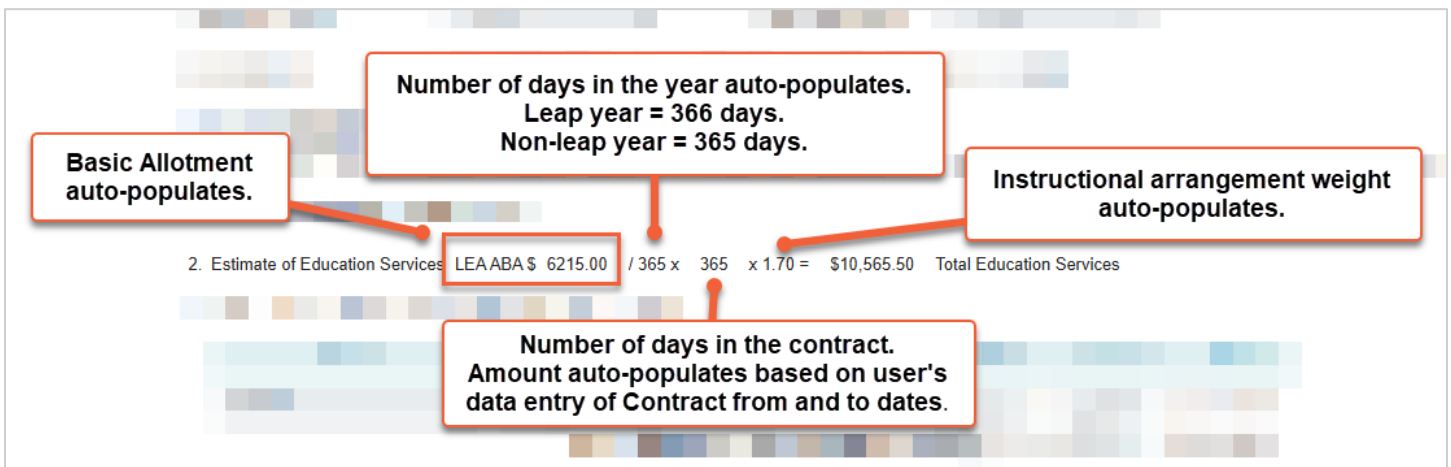 Number of days in the year auto-populates.
Leap year = 366 days.
Non-leap year = 365 days.
Basic Allotment
auto-populates.
Instructional arrangement weight
auto-populates.
2. Estimate of Education Services LEA ABA $ 6215.00 / 365 x 365 x 1.70 = $10,565.50 Total Education Services
Number of days in the contract.
Amount auto-populates based on user's
data entry of Contract from and to dates.